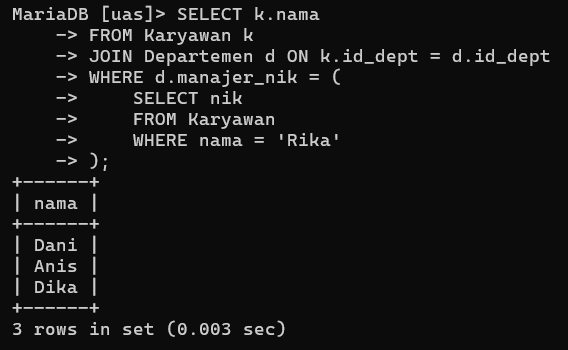 MariaDB [uas]> SELECT k.nama
    -> FROM Karyawan k
    -> JOIN Departemen d ON k.id_dept = d.id_dept
    -> WHERE d.manajer_nik = (
    ->     SELECT nik
    ->     FROM Karyawan
    ->     WHERE nama = 'Rika'
    -> );
+------+
| nama |
+------+
| Dani |
| Anis |
| Dika |
+------+
3 rows in set (0.003 sec)